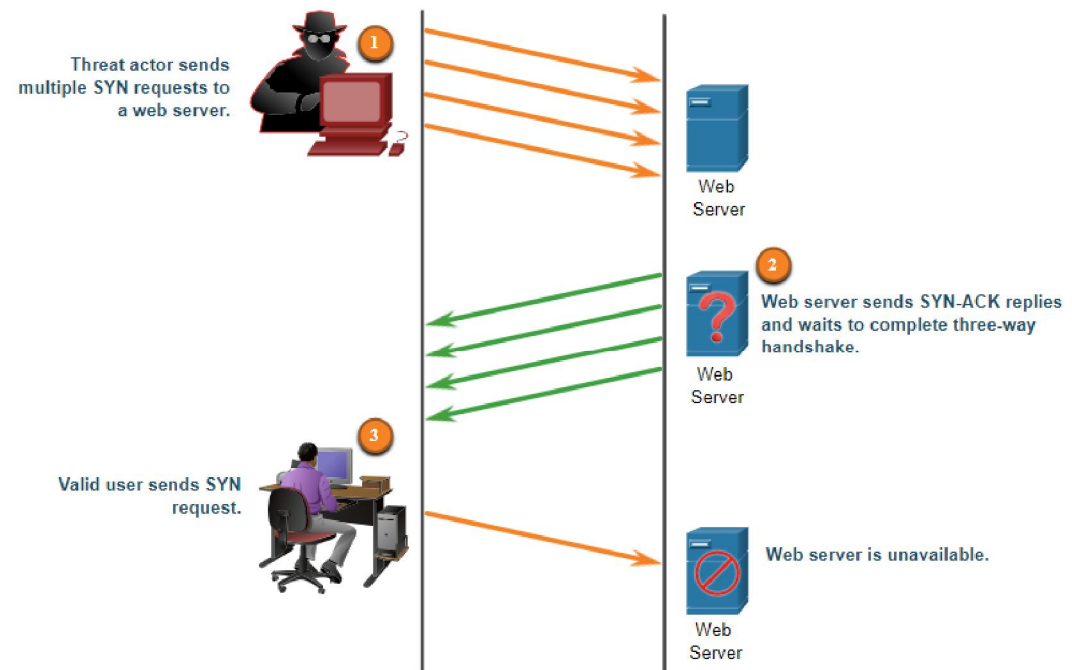 1
Threat actor sends
multiple SYN requests to
a web server.
Web
Server
2
Web server sends SYN-ACK replies
and waits to complete three-way
handshake.
Web
Server
3
Valid user sends SYN
request.
Web server is unavailable.
Web
Server